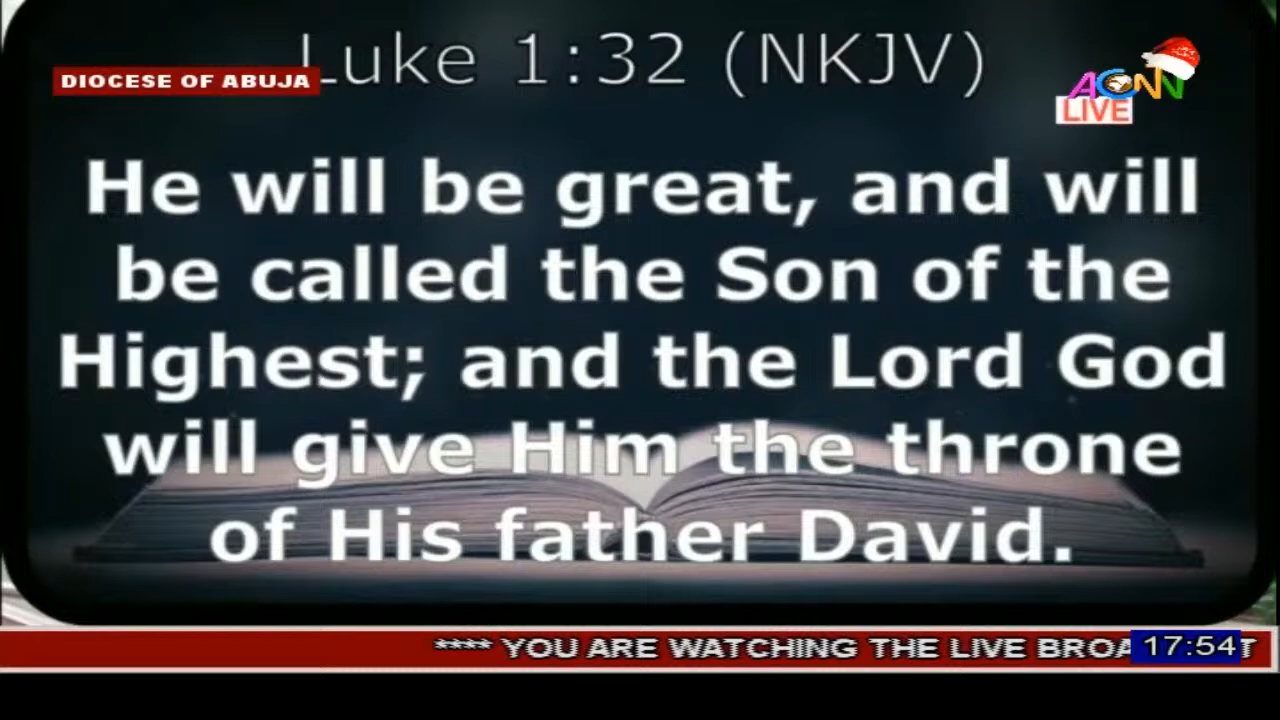 Luke 1:32 (NKJV)
DIOCESE OF ABUJA
ACNN
LIVE
He will be great, and will
be called the Son of the
Highest; and the Lord God
will give Him the throne
of His father David.
**** YOU ARE WATCHING THE LIVE
17:54